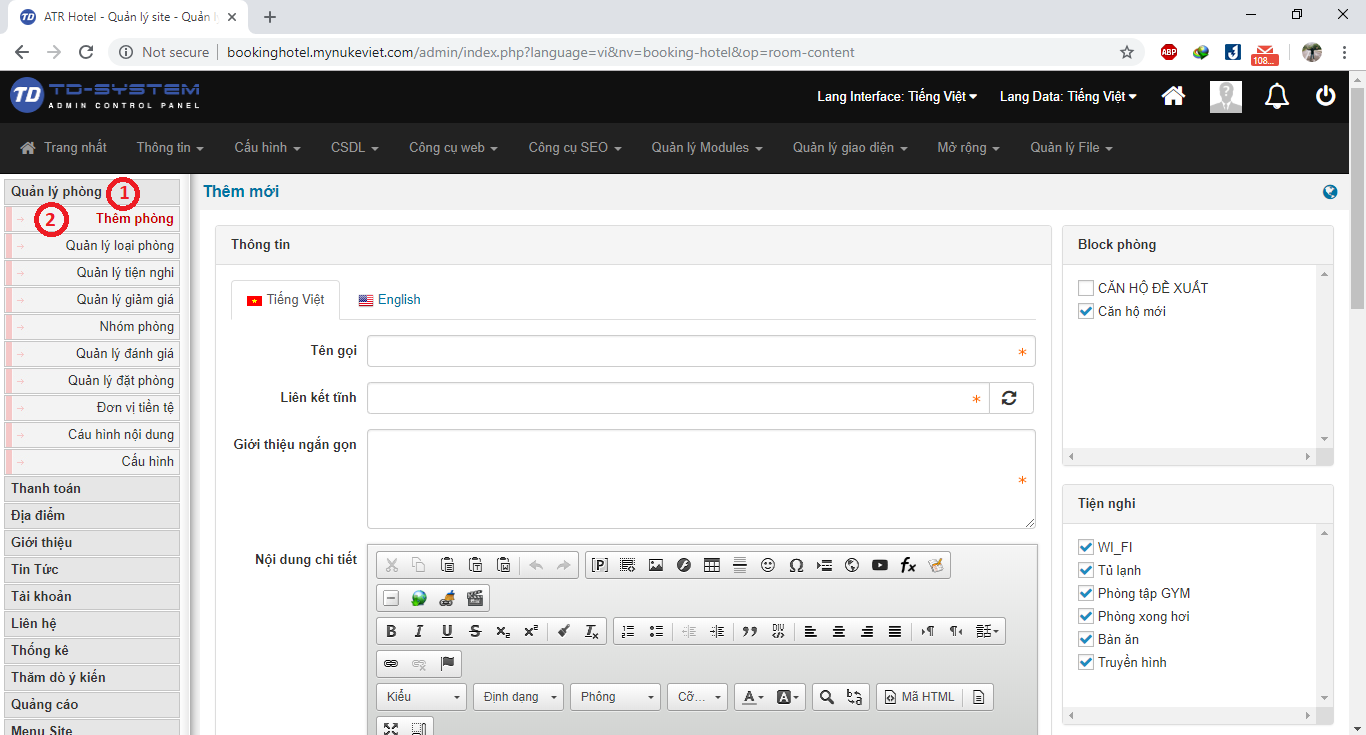 ATR Hotel - Quản lý site - Quản
Not secure
bookinghotel.mynukeviet.com/admin/index.php?language=vi&nv=booking-hotel&op=room-content
ABP
108...
TD
TD-SYSTEM
ADMIN CONTROL PANEL
Lang Interface: Tiếng Việt
Lang Data: Tiếng Việt
Trang nhất
Thông tin
Cấu hình
CSDL
Công cụ web
Công cụ SEO
Quản lý Modules
Quản lý giao diện
Mở rộng
Quản lý File
Quản lý phòng
1
2
Thêm phòng
Quản lý loại phòng
Quản lý tiện nghi
Quản lý giảm giá
Nhóm phòng
Quản lý đánh giá
Quản lý đặt phòng
Đơn vị tiền tệ
Cáu hình nội dung
Cấu hình
Thanh toán
Địa điểm
Giới thiệu
Tin Tức
Tài khoản
Liên hệ
Thống kê
Thăm dò ý kiến
Quảng cáo
Menu Site
Thêm mới
Thông tin
Tiếng Việt
English
Tên gọi
Liên kết tĩnh
Giới thiệu ngắn gọn
Nội dung chi tiết
Kiểu
Định dạng
Phông
Cỡ...
Mã HTML
Block phòng
CĂN HỘ ĐỀ XUẤT
Căn hộ mới
Tiện nghi
WI_FI
Tủ lạnh
Phòng tập GYM
Phòng xong hơi
Bàn ăn
Truyền hình